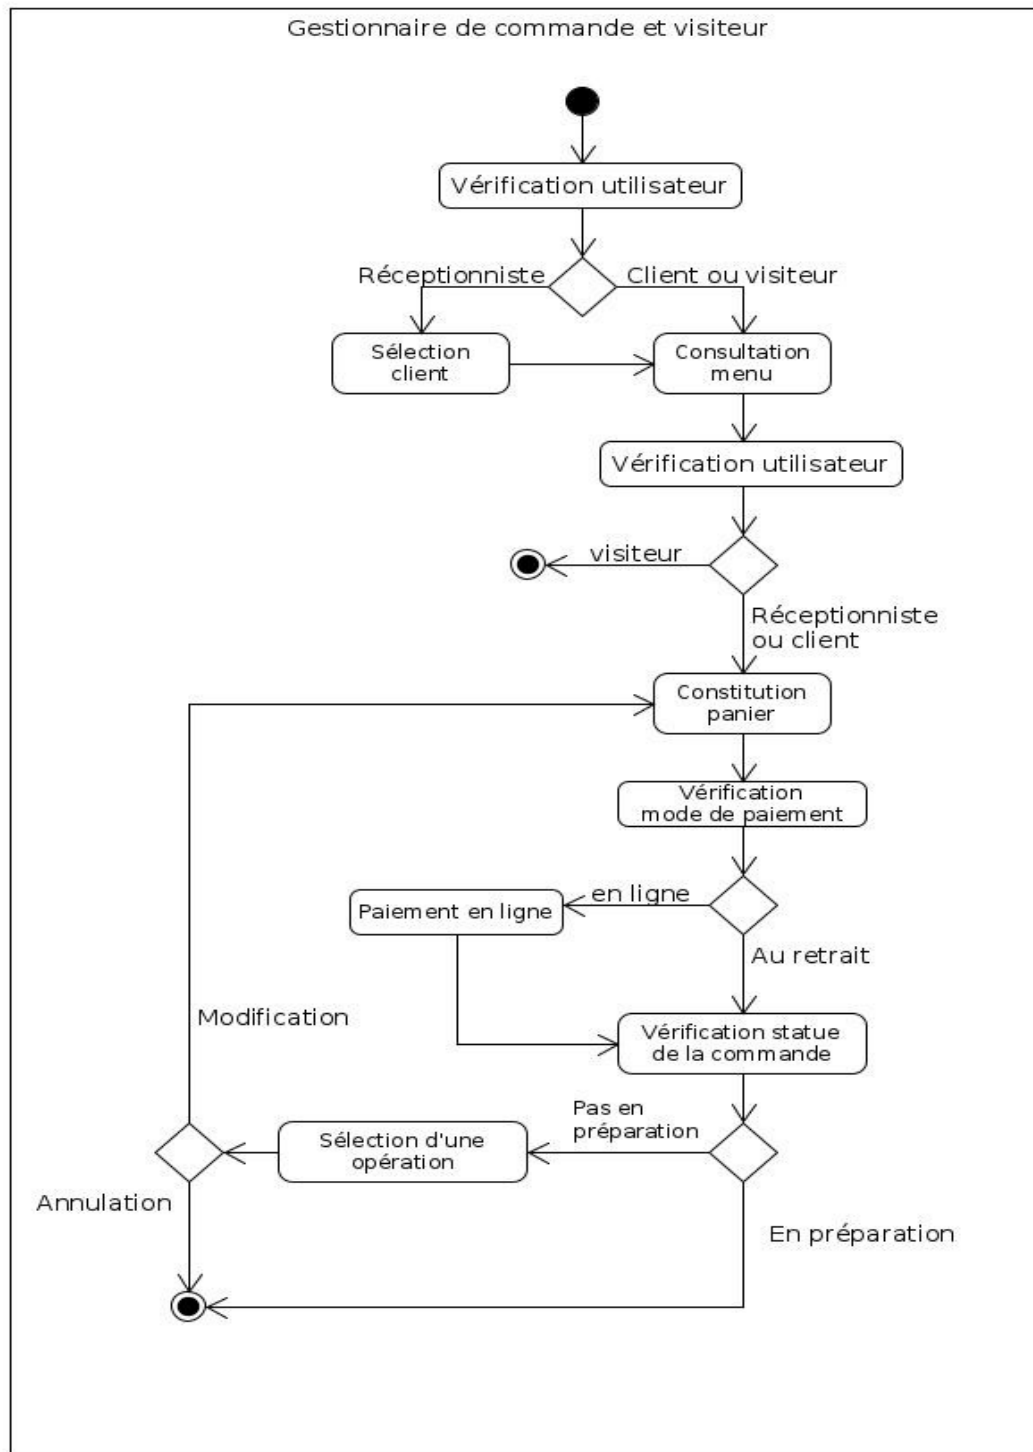 Gestionnaire de commande et visiteur
Vérification utilisateur
Réceptionniste
Client ou visiteur
Sélection
client
Consultation
menu
Vérification utilisateur
visiteur
Réceptionniste
ou client
Constitution
panier
Vérification
mode de paiement
en ligne
Paiement en ligne
Au retrait
Modification
Vérification statue
de la commande
Pas en
préparation
Sélection d'une
opération
Annulation
En préparation